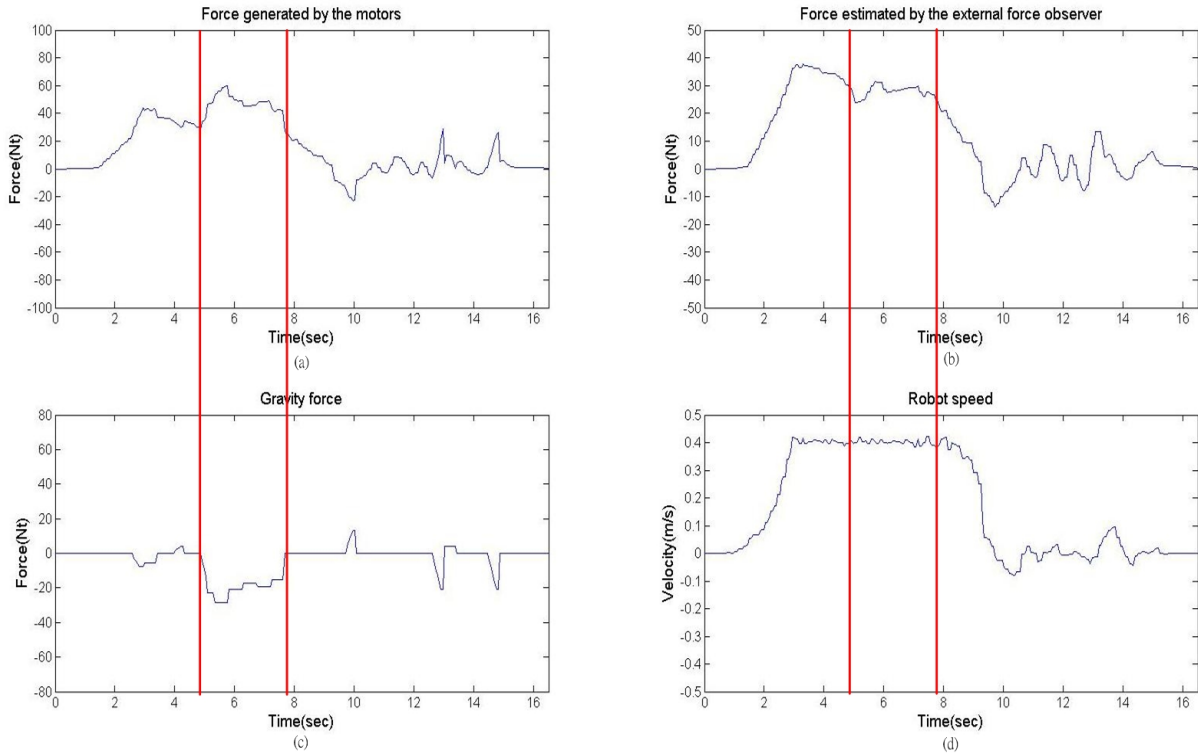 Force generated by the motors
Force(Nt)
100
80
60
40
20
0
-20
-40
-60
-80
-100
0 2 4 6 8 10 12 14 16
Time(sec)
(a)
Force estimated by the external force observer
Force(Nt)
50
40
30
20
10
0
-10
-20
-30
-40
-50
0 2 4 6 8 10 12 14 16
Time(sec)
(b)
Gravity force
Force(Nt)
80
60
40
20
0
-20
-40
-60
-80
0 2 4 6 8 10 12 14 16
Time(sec)
(c)
Robot speed
Velocity(m/s)
0.5
0.4
0.3
0.2
0.1
0
-0.1
-0.2
-0.3
-0.4
-0.5
0 2 4 6 8 10 12 14 16
Time(sec)
(d)